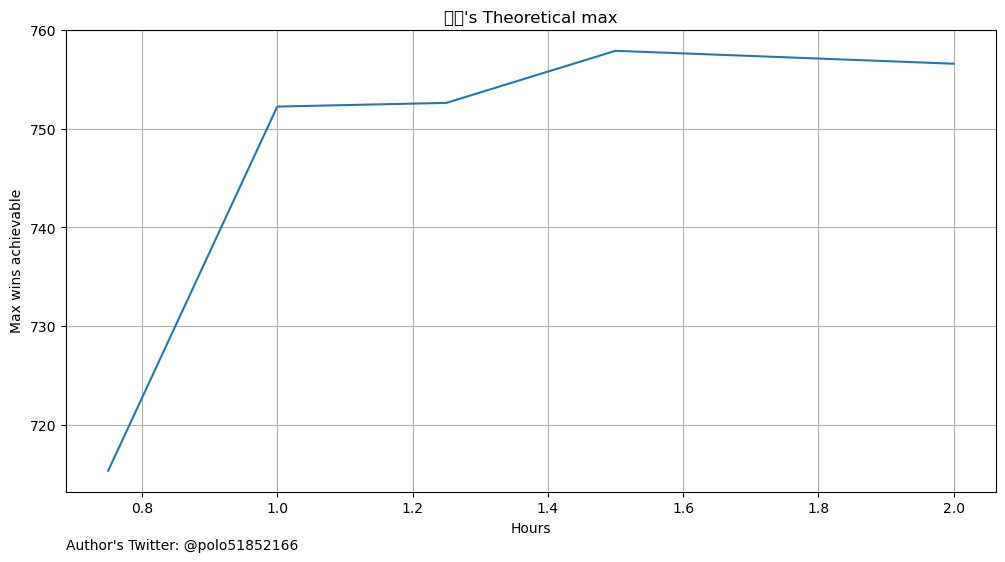 's Theoretical max
760
750
740
730
720
Max wins achievable
0.8 1.0 1.2 1.4 1.6 1.8 2.0
Hours
Author's Twitter: @polo51852166